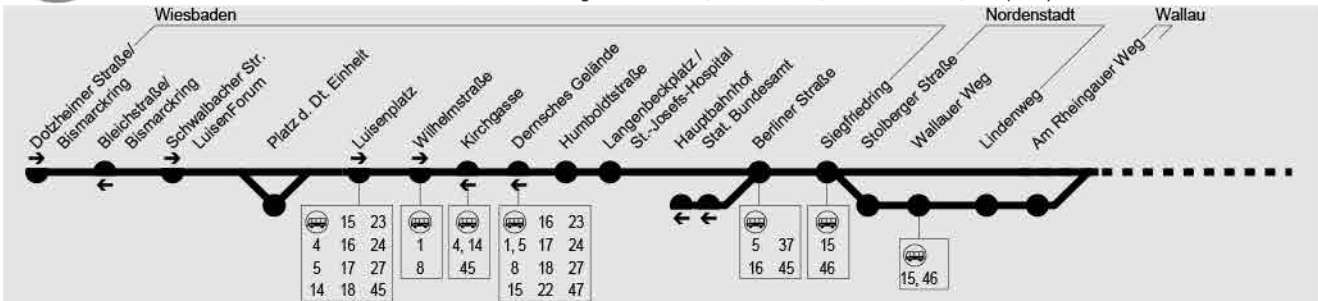 Wiesbaden
Nordenstadt
Wallau
Dotzheimer Straße/
Bismarckring
Bleichstraße/
Bismarckring
Schwalbacher Str.
LuisenForum
Platz d. Dt. Einheit
Luisenplatz
Wilhelmstraße
Kirchgasse
Dernsches Gelände
Humboldtstraße
Langenbeckplatz /
St.-Josefs-Hospital
Hauptbahnhof
Stat. Bundesamt
Berliner Straße
Siegfriedring
Stolberger Straße
Wallauer Weg
Lindenweg
Am Rheingauer Weg
15 23
4 16 24
5 17 27
14 18 45
1
8
4, 14
45
16 23
1, 5 17 24
8 18 27
15 22 47
5 37
16 45
15
46
15, 46